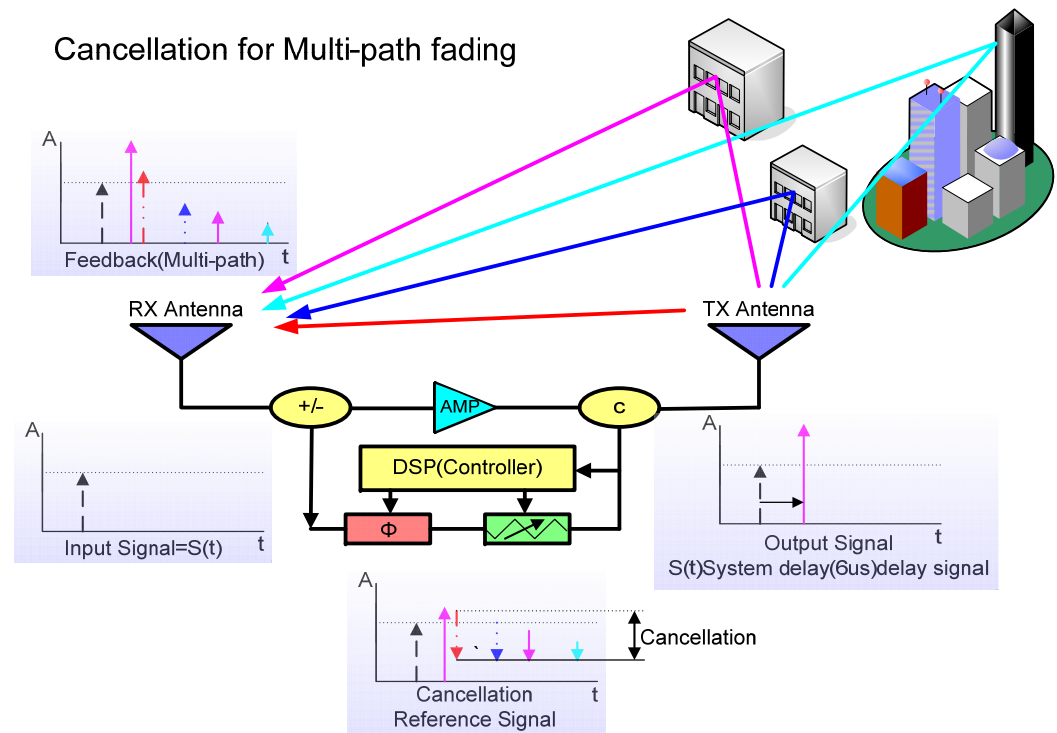 Cancellation for Multi-path fading
A
Feedback(Multi-path)
t
RX Antenna
TX Antenna
+/-
AMP
c
A
Input Signal=S(t)
t
DSP(Controller)
Φ
A
t
Output Signal
S(t)System delay(6us)delay signal
A
Cancellation
Cancellation
t
Reference Signal